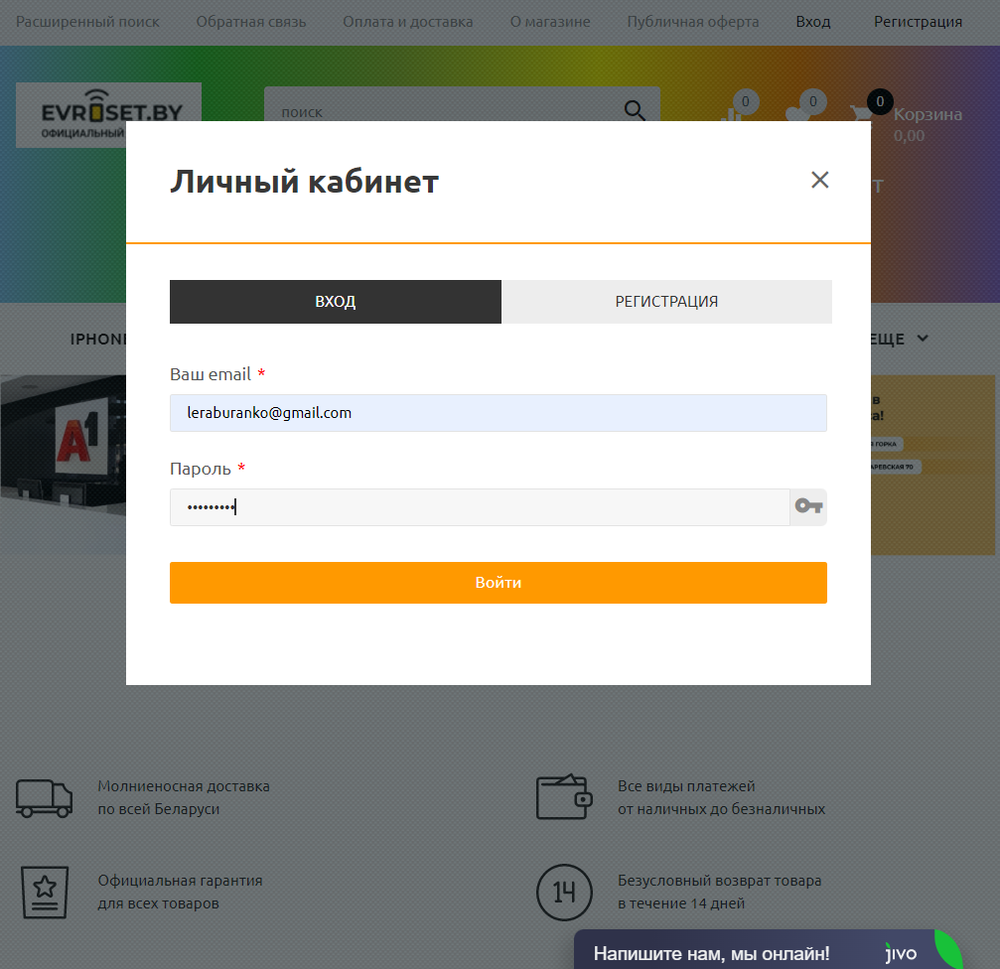 Расширенный поиск Обратная связь Оплата и доставка О магазине Публичная оферта Вход Регистрация
EVROSET.BY
ОФИЦИАЛЬНЫЙ
поиск
0 0 0
Корзина
0,00
Личный кабинет
ВХОД РЕГИСТРАЦИЯ
ЕЩЕ
Ваш email *
leraburanko@gmail.com
A1
Пароль *
•••••••••
Войти
Молниеносная доставка
по всей Беларуси
Все виды платежей
от наличных до безналичных
Официальная гарантия
для всех товаров
14
Безусловный возврат товара
в течение 14 дней
Напишите нам, мы онлайн! jivo